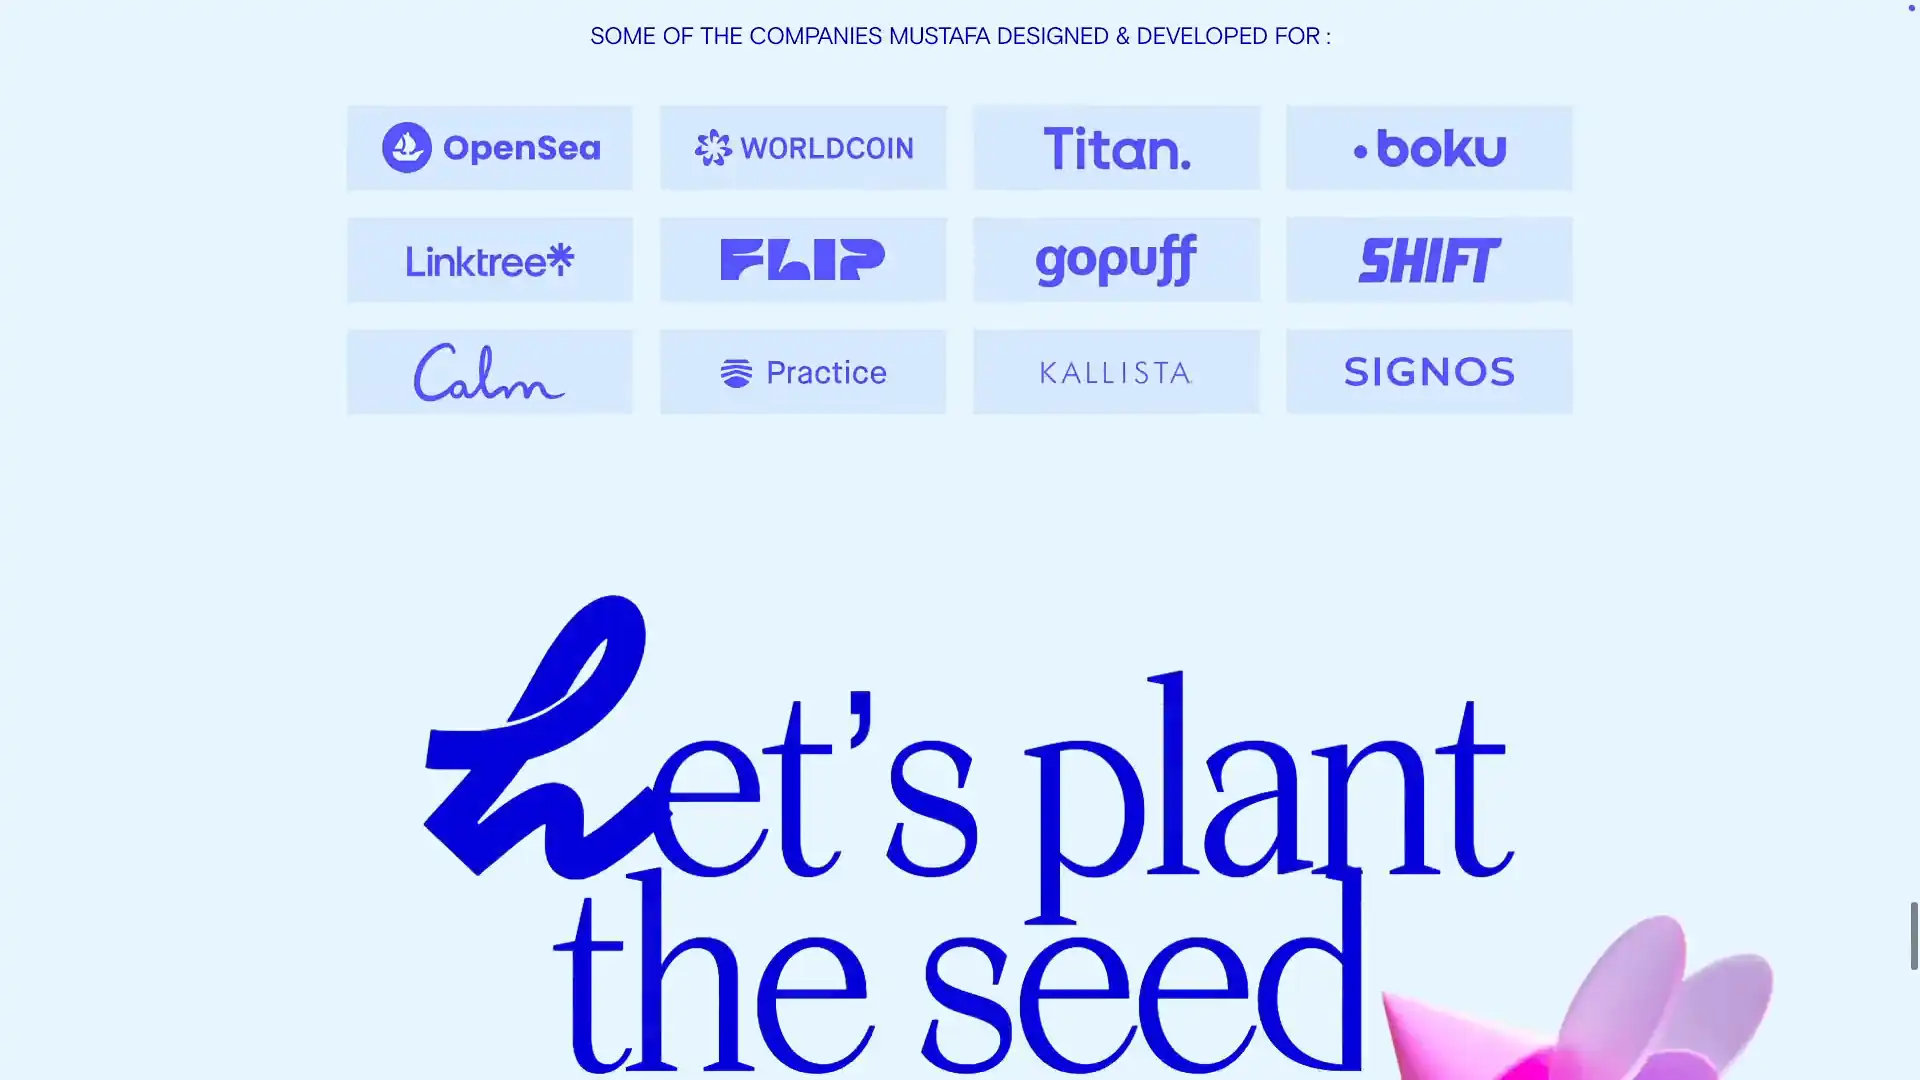 SOME OF THE COMPANIES MUSTAFA DESIGNED & DEVELOPED FOR :
OpenSea WORLDCOIN Titan. boku
Linktree FLIP gopuff SHIFT
Calm Practice KALLISTA SIGNOS
Let’s plant
the seed